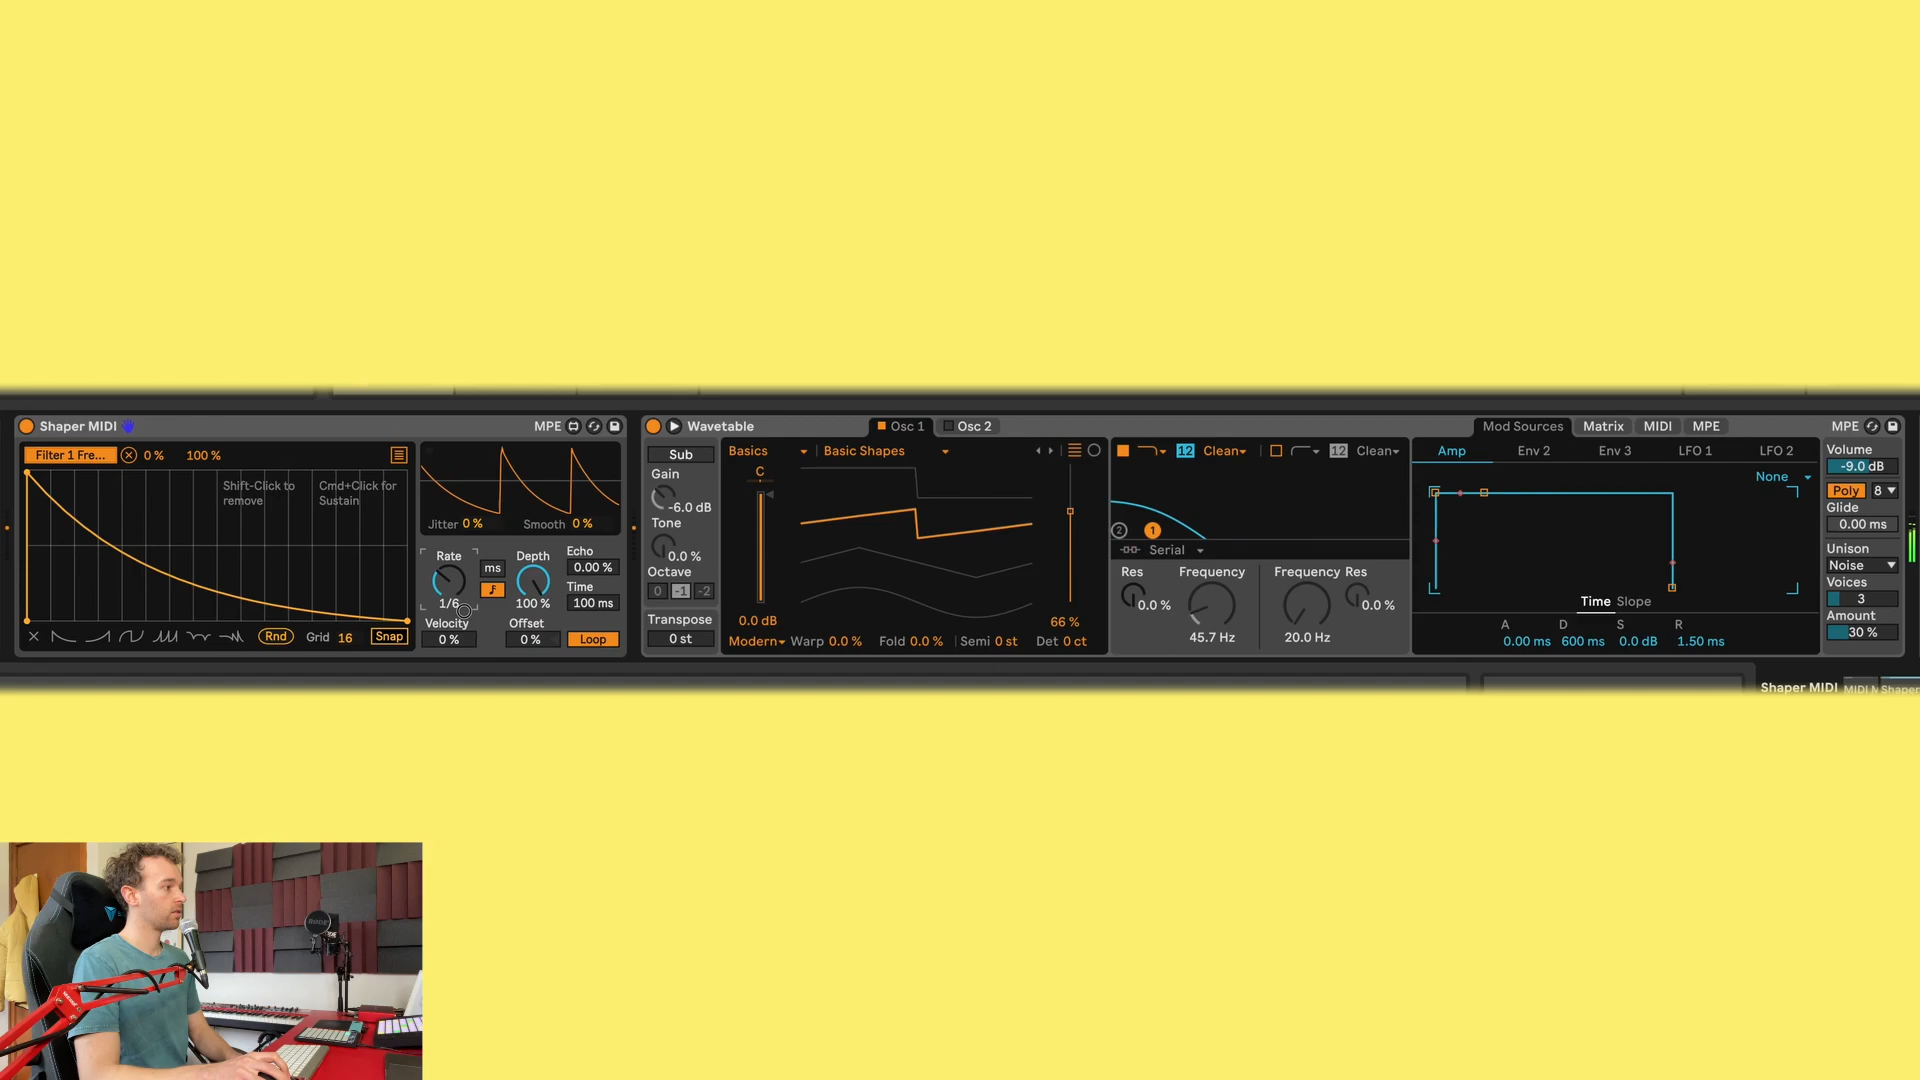 Shaper MIDI
MPE
Filter 1 Fre...
0 %
100 %
Shift-Click to
remove
Cmd+Click for
Sustain
Jitter 0 %
Smooth 0 %
Rate
1/6
ms
Depth
100 %
Echo
0.00 %
Time
100 ms
Velocity
0 %
Offset
0 %
Loop
Rnd
Grid 16
Snap
Wavetable
Osc 1
Osc 2
Sub
Gain
-6.0 dB
Tone
0.0 %
Octave
0 -1 -2
Transpose
0 st
Basics
Basic Shapes
C
0.0 dB
66 %
Modern
Warp 0.0 %
Fold 0.0 %
Semi 0 st
Det 0 ct
12 Clean
12 Clean
2
1
Serial
Res
0.0 %
Frequency
45.7 Hz
Frequency
20.0 Hz
Res
0.0 %
Mod Sources
Matrix
MIDI
MPE
MPE
Amp
Env 2
Env 3
LFO 1
LFO 2
None
Time Slope
A D S R
0.00 ms 600 ms 0.0 dB 1.50 ms
Volume
-9.0 dB
Poly 8
Glide
0.00 ms
Unison
Noise
Voices
3
Amount
30 %
Shaper MIDI
RODE